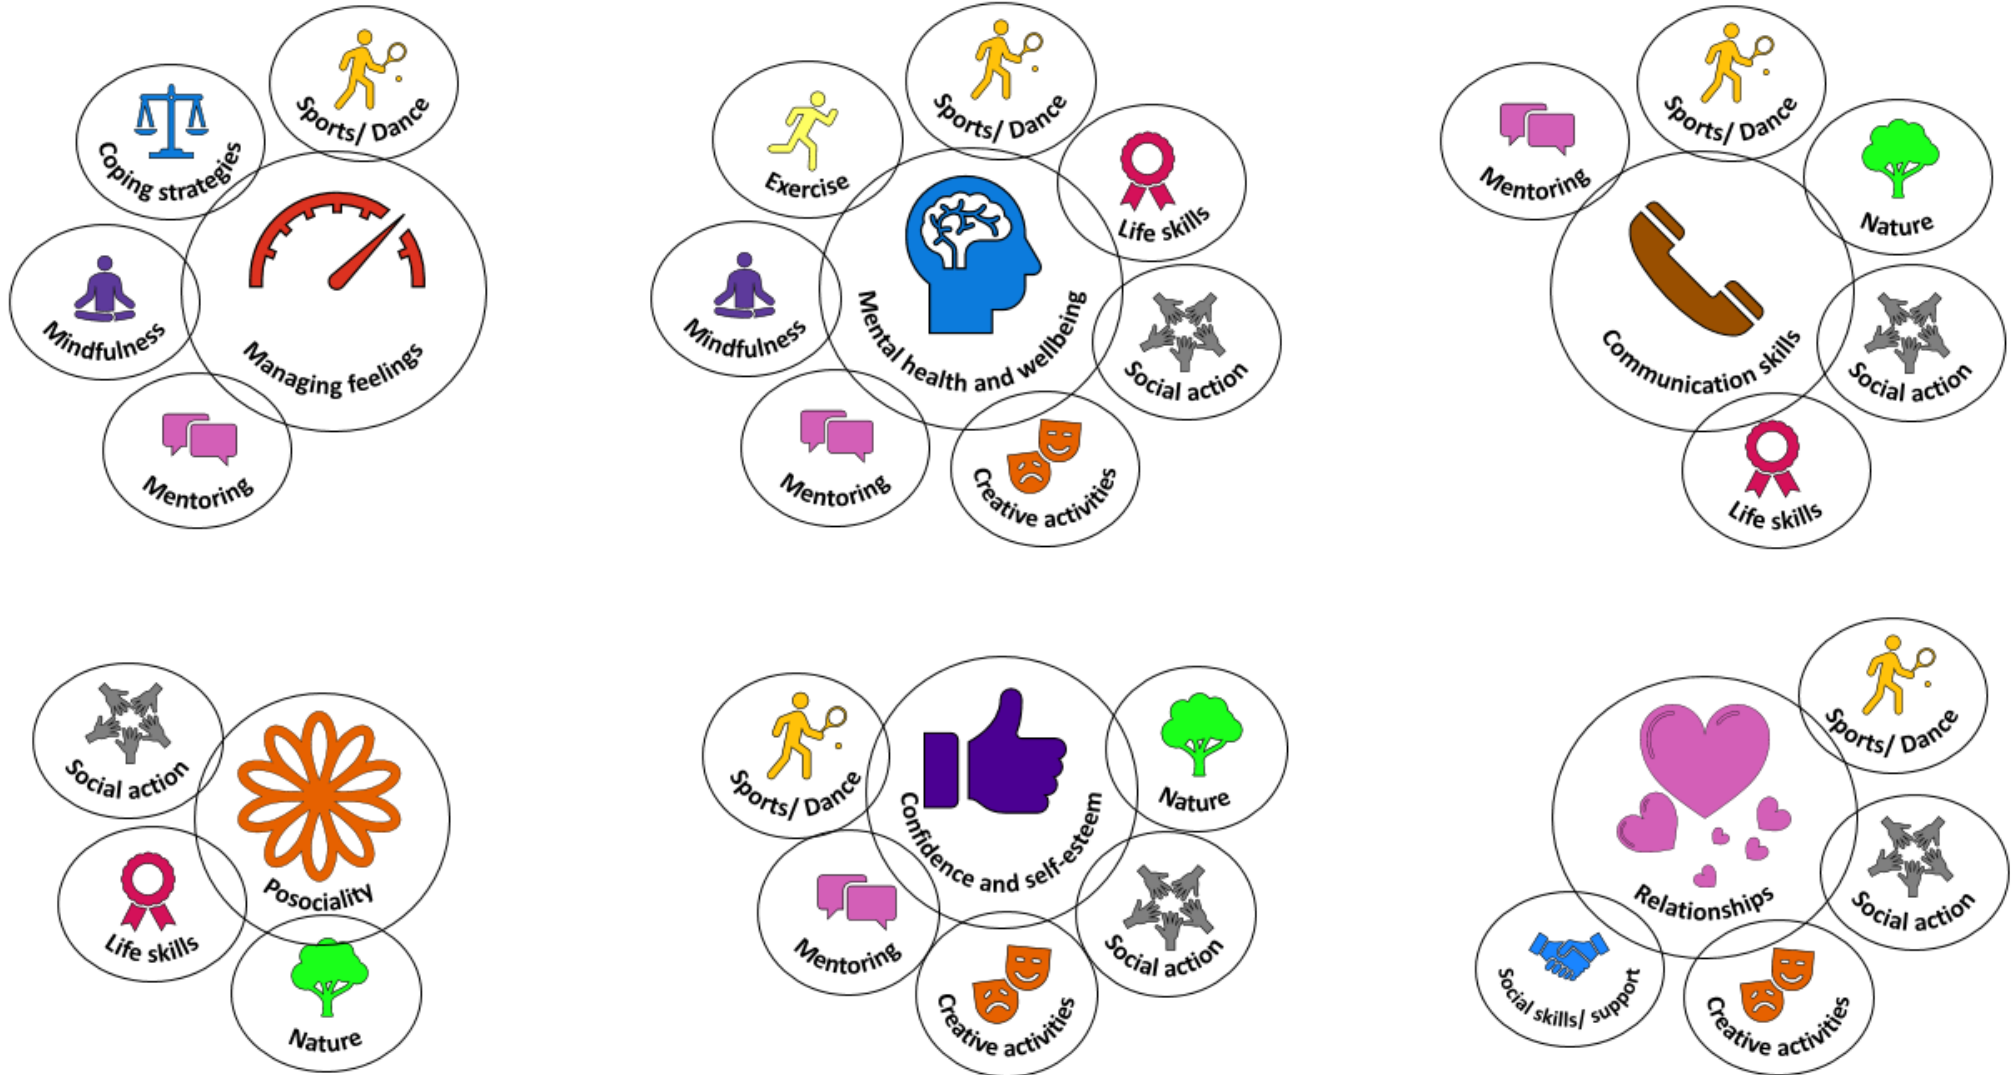 Sports/ Dance
Coping strategies
Mindfulness
Managing feelings
Mentoring
Sports/ Dance
Exercise
Life skills
Mindfulness
Mental health and wellbeing
Social action
Mentoring
Creative activities
Sports/ Dance
Mentoring
Nature
Communication skills
Social action
Life skills
Social action
Posociality
Life skills
Nature
Sports/ Dance
Nature
Confidence and self-esteem
Mentoring
Social action
Creative activities
Sports/ Dance
Relationships
Social action
Social skills/ support
Creative activities